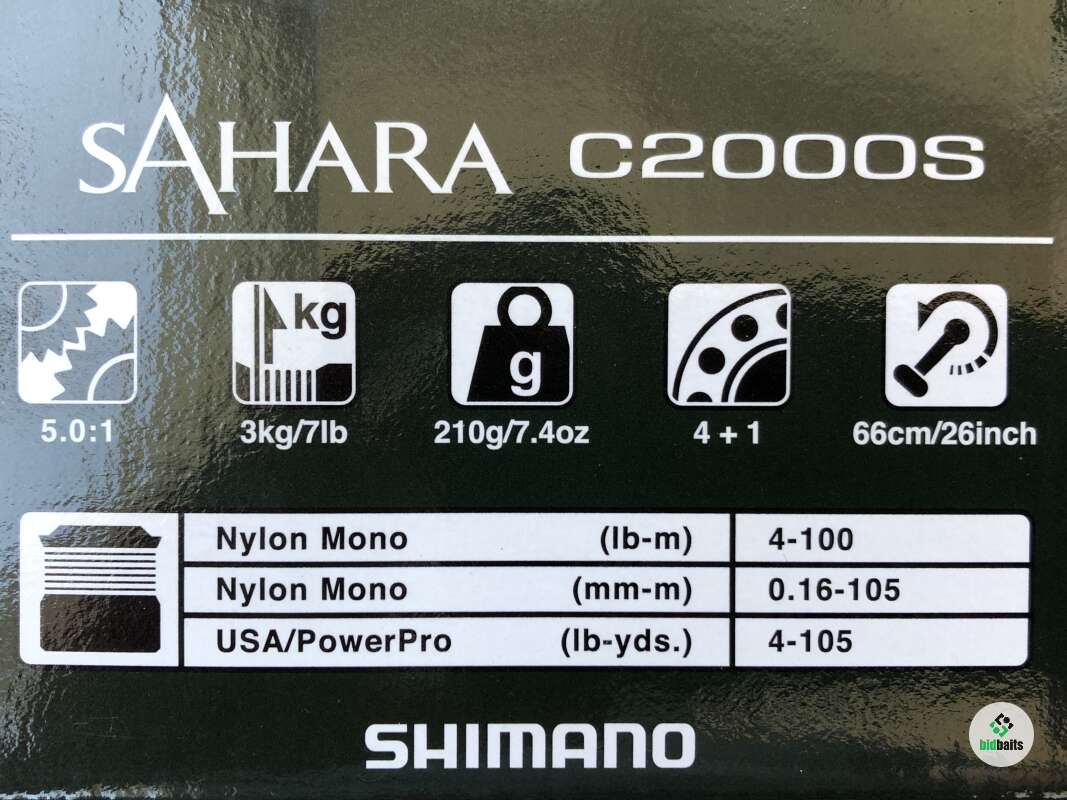 SAHARA C2000S
kg
g
5.0:1 3kg/7lb 210g/7.4oz 4 + 1 66cm/26inch
Nylon Mono (lb-m) 4-100
Nylon Mono (mm-m) 0.16-105
USA/PowerPro (lb-yds.) 4-105
SHIMANO
bidbaits